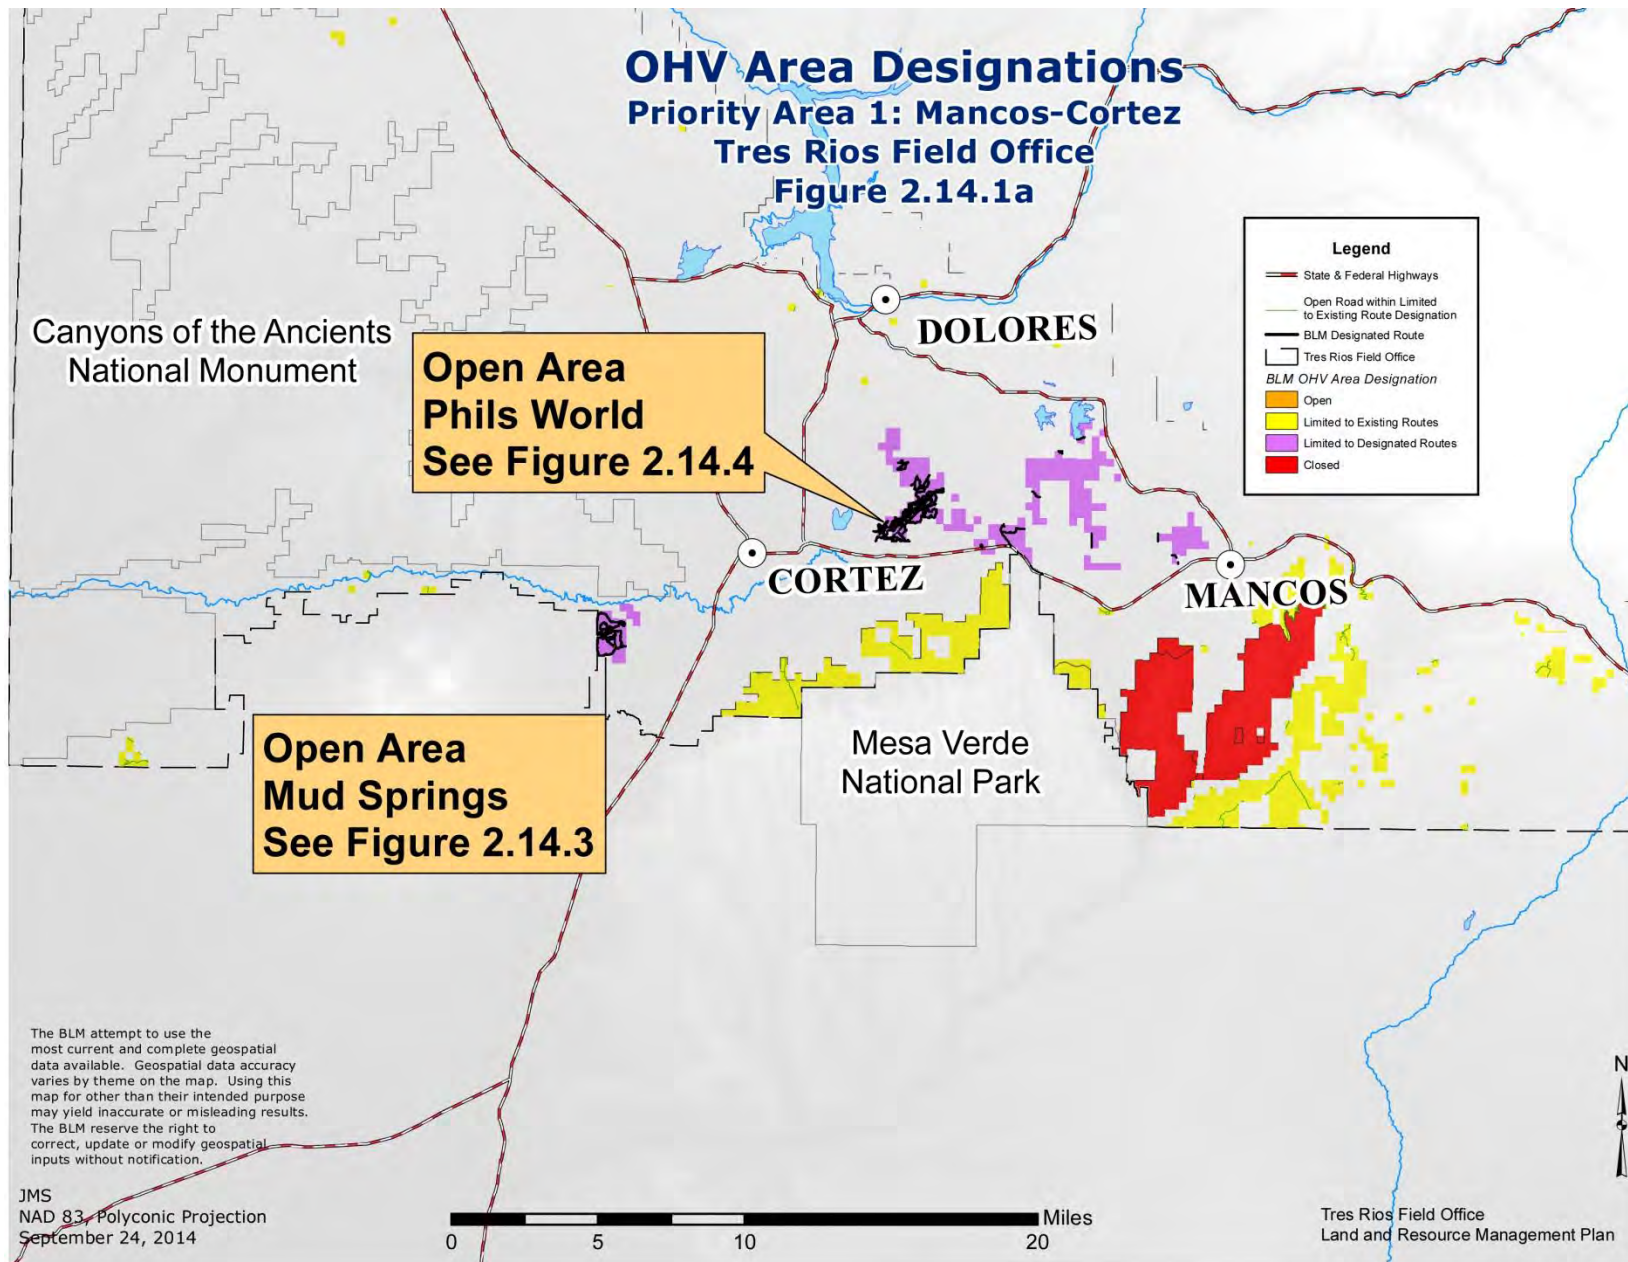 OHV Area Designations
Priority Area 1: Mancos-Cortez
Tres Rios Field Office
Figure 2.14.1a
Legend
State & Federal Highways
Open Road within Limited
to Existing Route Designation
BLM Designated Route
Tres Rios Field Office
BLM OHV Area Designation
Open
Limited to Existing Routes
Limited to Designated Routes
Closed
Canyons of the Ancients
National Monument
DOLORES
Open Area
Phils World
See Figure 2.14.4
CORTEZ
MANCOS
Open Area
Mud Springs
See Figure 2.14.3
Mesa Verde
National Park
The BLM attempt to use the
most current and complete geospatial
data available. Geospatial data accuracy
varies by theme on the map. Using this
map for other than their intended purpose
may yield inaccurate or misleading results.
The BLM reserve the right to
correct, update or modify geospatial
inputs without notification.
N
JMS
NAD 83, Polyconic Projection
September 24, 2014
Miles
0 5 10 20
Tres Rios Field Office
Land and Resource Management Plan